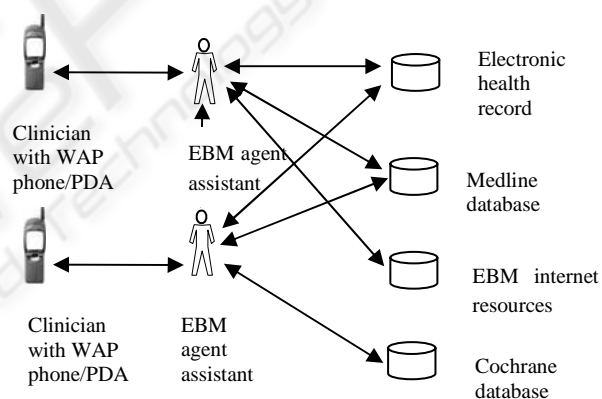 Electronic
health
record
Clinician
with WAP
phone/PDA
EBM agent
assistant
Medline
database
EBM internet
resources
Clinician
with WAP
phone/PDA
EBM
agent
assistant
Cochrane
database